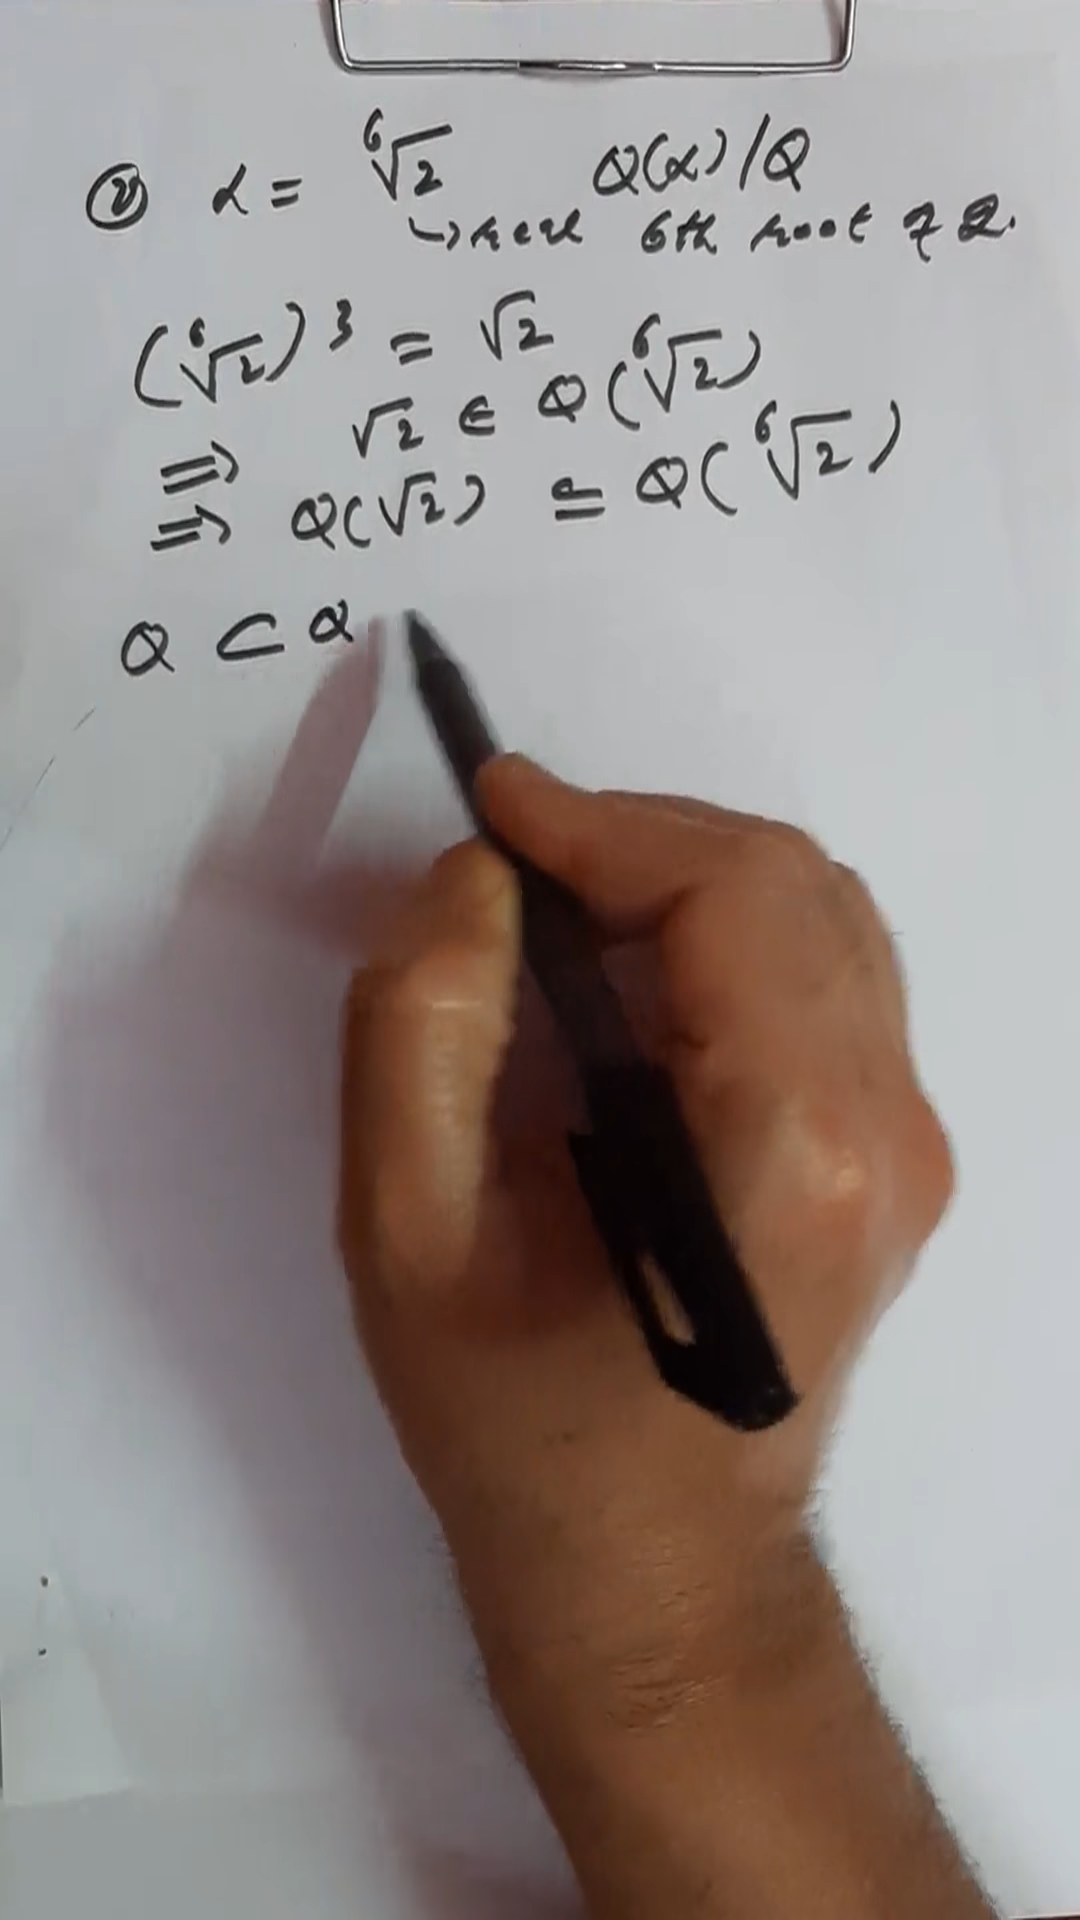 ② α = ⁶√2 Q(α)/Q
↳ real 6th root of 2.
(⁶√2)³ = √2
⇒ √2 ∈ Q(⁶√2)
⇒ Q(√2) ⊆ Q(⁶√2)
Q ⊂ Q